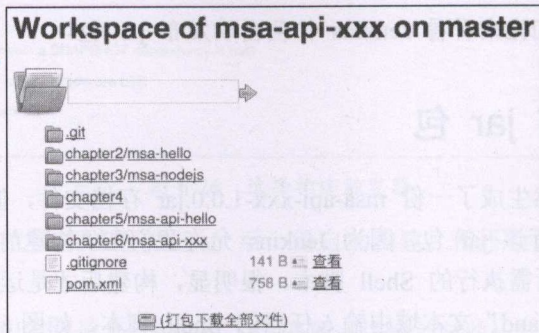 Workspace of msa-api-xxx on master
.git
chapter2/msa-hello
chapter3/msa-nodejs
chapter4
chapter5/msa-api-hello
chapter6/msa-api-xxx
.gitignore 141 B 查看
pom.xml 758 B 查看
(打包下载全部文件)